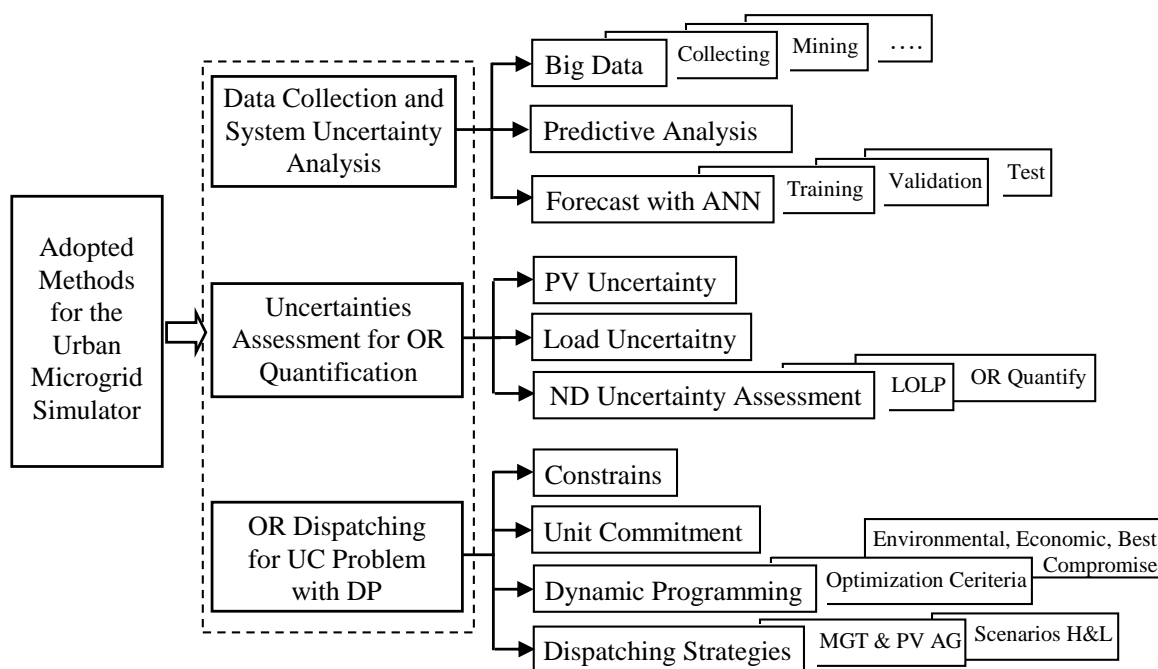 Adopted
Methods
for the
Urban
Microgrid
Simulator
Data Collection and
System Uncertainty
Analysis
Big Data
Collecting
Mining
....
Predictive Analysis
Forecast with ANN
Training
Validation
Test
Uncertainties
Assessment for OR
Quantification
PV Uncertainty
Load Uncertaitny
ND Uncertainty Assessment
LOLP
OR Quantify
OR Dispatching
for UC Problem
with DP
Constrains
Unit Commitment
Dynamic Programming
Optimization Ceriteria
Environmental, Economic, Best
Compromise
Dispatching Strategies
MGT & PV AG
Scenarios H&L